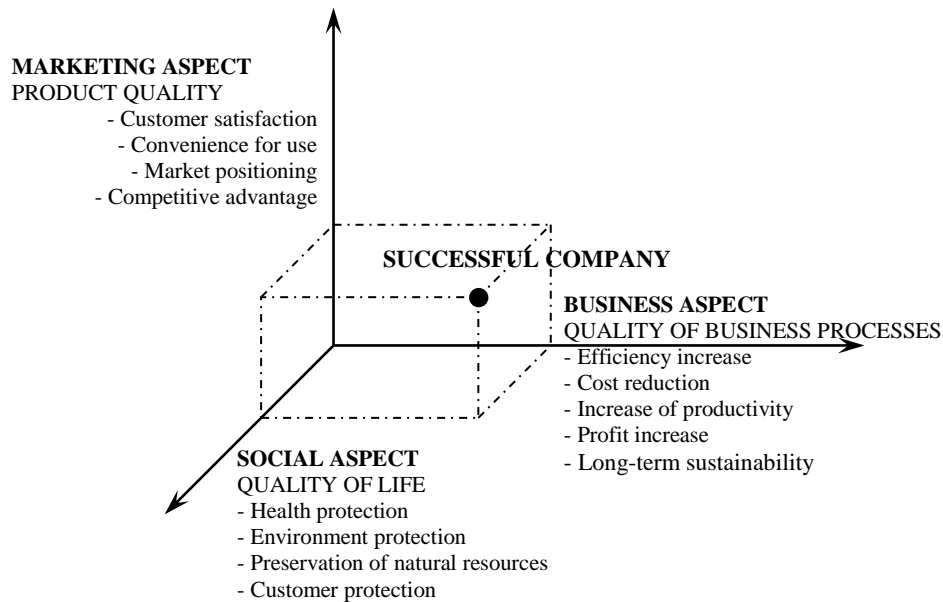 MARKETING ASPECT
PRODUCT QUALITY
- Customer satisfaction
- Convenience for use
- Market positioning
- Competitive advantage
SUCCESSFUL COMPANY
BUSINESS ASPECT
QUALITY OF BUSINESS PROCESSES
- Efficiency increase
- Cost reduction
- Increase of productivity
- Profit increase
- Long-term sustainability
SOCIAL ASPECT
QUALITY OF LIFE
- Health protection
- Environment protection
- Preservation of natural resources
- Customer protection